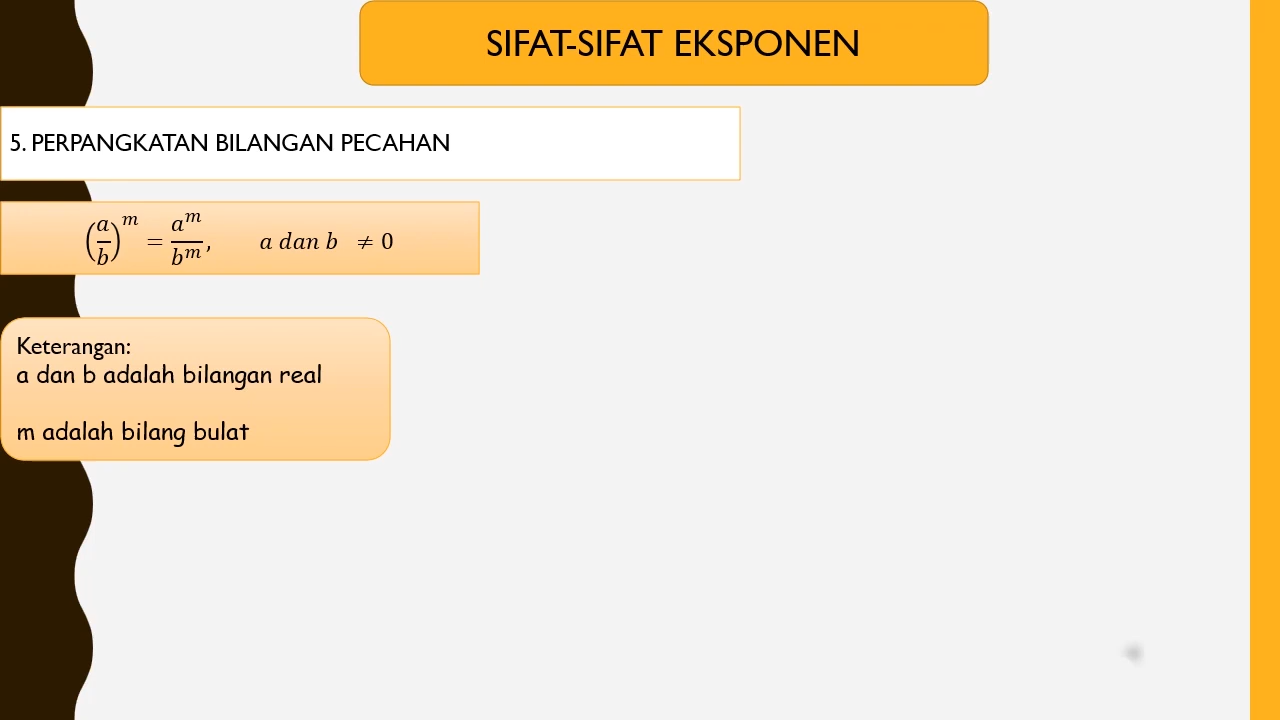 SIFAT-SIFAT EKSPONEN
5. PERPANGKATAN BILANGAN PECAHAN
(a/b)^m = a^m/b^m, a dan b ≠ 0
Keterangan:
a dan b adalah bilangan real
m adalah bilang bulat